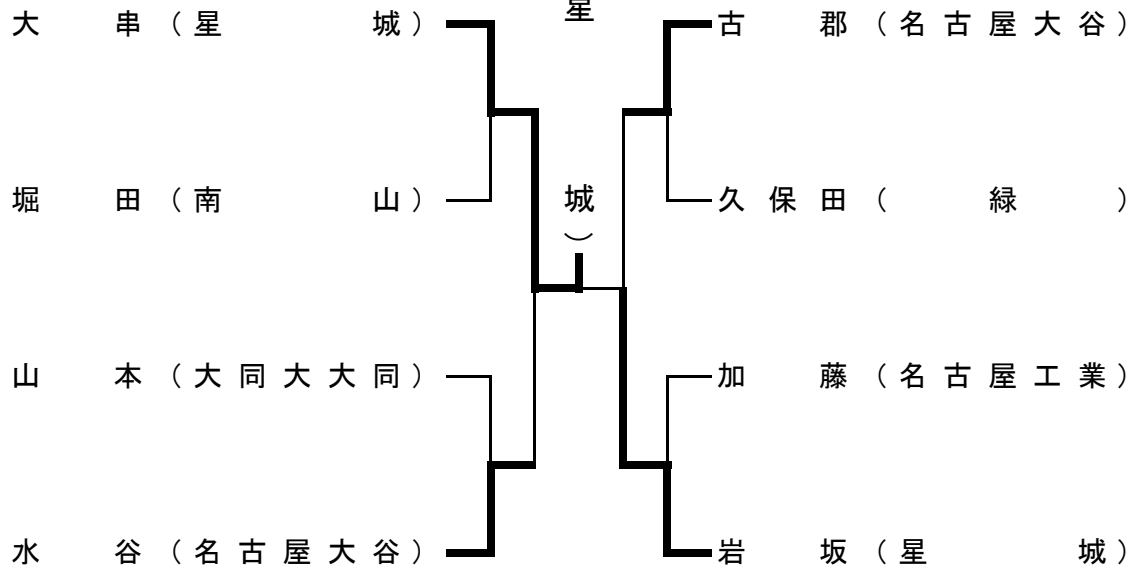 大串（星城）
堀田（南山）
山本（大同大大同）
水谷（名古屋大谷）
星城）
古郡（名古屋大谷）
久保田（緑）
加藤（名古屋工業）
岩坂（星城）